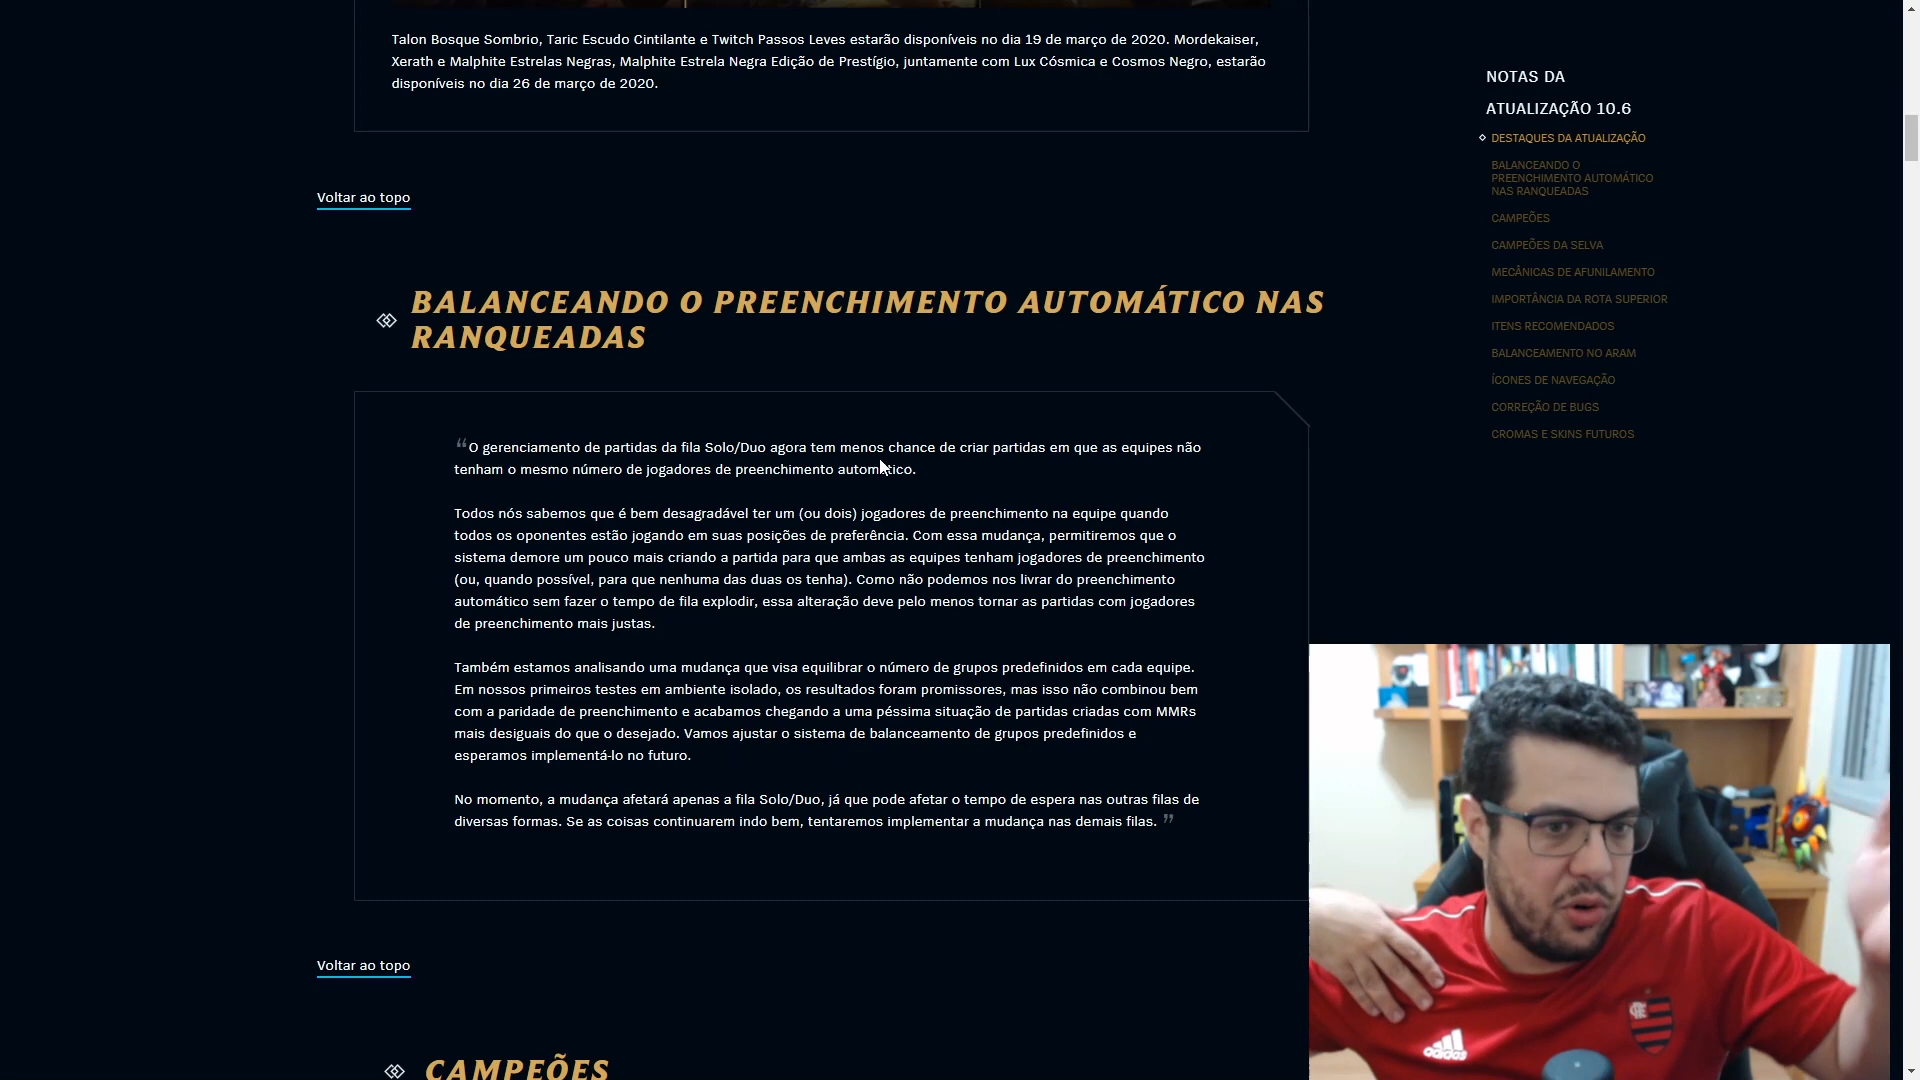 Talon Bosque Sombrio, Taric Escudo Cintilante e Twitch Passos Leves estarão disponíveis no dia 19 de março de 2020. Mordekaiser,
Xerath e Malphite Estrelas Negras, Malphite Estrela Negra Edição de Prestígio, juntamente com Lux Cósmica e Cosmos Negro, estarão
disponíveis no dia 26 de março de 2020.
Voltar ao topo
BALANCEANDO O PREENCHIMENTO AUTOMÁTICO NAS
RANQUEADAS
“O gerenciamento de partidas da fila Solo/Duo agora tem menos chance de criar partidas em que as equipes não
tenham o mesmo número de jogadores de preenchimento automático.
Todos nós sabemos que é bem desagradável ter um (ou dois) jogadores de preenchimento na equipe quando
todos os oponentes estão jogando em suas posições de preferência. Com essa mudança, permitiremos que o
sistema demore um pouco mais criando a partida para que ambas as equipes tenham jogadores de preenchimento
(ou, quando possível, para que nenhuma das duas os tenha). Como não podemos nos livrar do preenchimento
automático sem fazer o tempo de fila explodir, essa alteração deve pelo menos tornar as partidas com jogadores
de preenchimento mais justas.
Também estamos analisando uma mudança que visa equilibrar o número de grupos predefinidos em cada equipe.
Em nossos primeiros testes em ambiente isolado, os resultados foram promissores, mas isso não combinou bem
com a paridade de preenchimento e acabamos chegando a uma péssima situação de partidas criadas com MMRs
mais desiguais do que o desejado. Vamos ajustar o sistema de balanceamento de grupos predefinidos e
esperamos implementá-lo no futuro.
No momento, a mudança afetará apenas a fila Solo/Duo, já que pode afetar o tempo de espera nas outras filas de
diversas formas. Se as coisas continuarem indo bem, tentaremos implementar a mudança nas demais filas. ”
Voltar ao topo
CAMPEÕES
NOTAS DA
ATUALIZAÇÃO 10.6
DESTAQUES DA ATUALIZAÇÃO
BALANCEANDO O
PREENCHIMENTO AUTOMÁTICO
NAS RANQUEADAS
CAMPEÕES
CAMPEÕES DA SELVA
MECÂNICAS DE AFUNILAMENTO
IMPORTÂNCIA DA ROTA SUPERIOR
ITENS RECOMENDADOS
BALANCEAMENTO NO ARAM
ÍCONES DE NAVEGAÇÃO
CORREÇÃO DE BUGS
CROMAS E SKINS FUTUROS
adidas